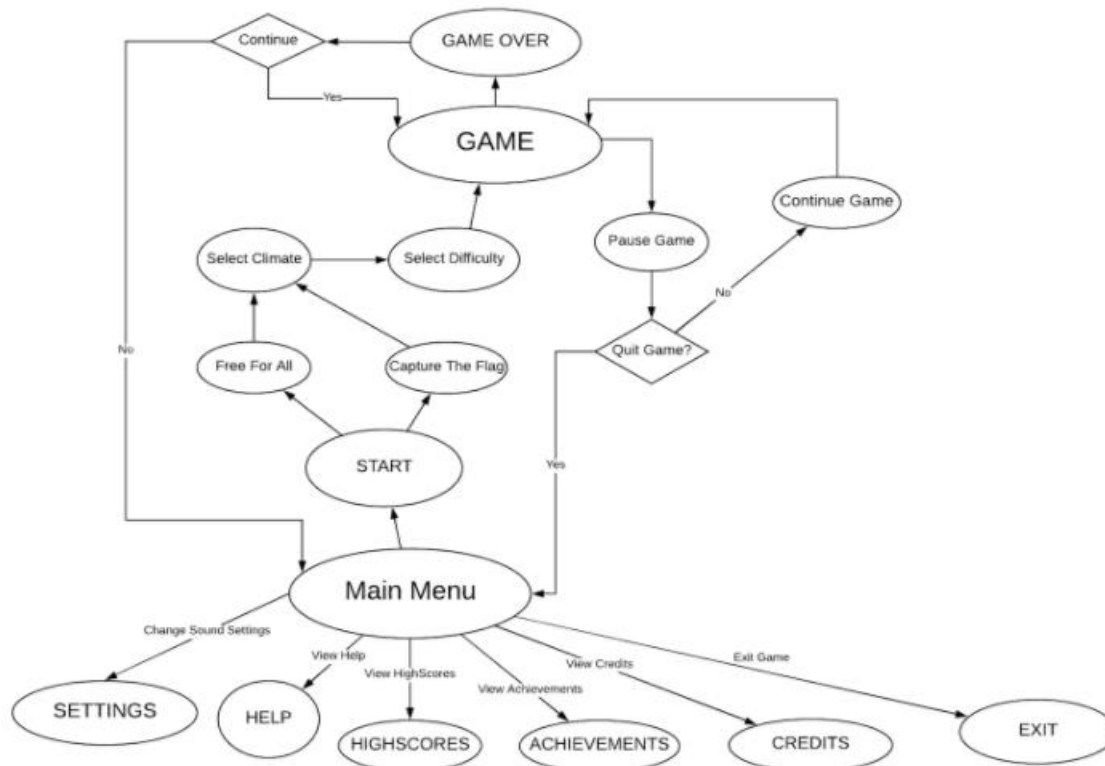 Continue
GAME OVER
Yes
GAME
Continue Game
Pause Game
Select Climate
Select Difficulty
No
No
Quit Game?
Free For All
Capture The Flag
START
Yes
Main Menu
Change Sound Settings
View Help
View HighScores
View Achievements
View Credits
Exit Game
SETTINGS
HELP
HIGHSCORES
ACHIEVEMENTS
CREDITS
EXIT